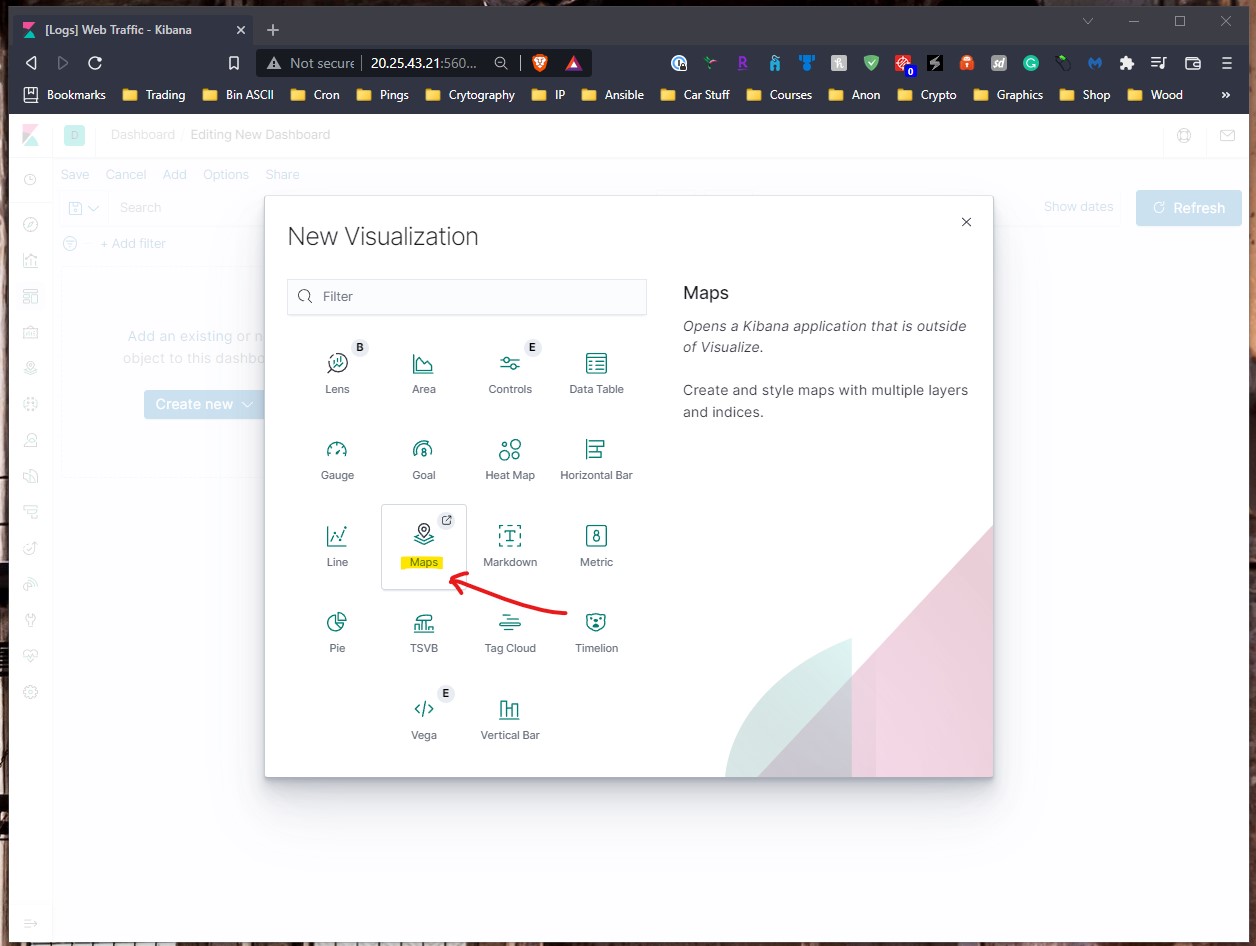 [Logs] Web Traffic - Kibana
Not secure 20.25.43.21:560...
0
Bookmarks Trading Bin ASCII Cron Pings Crytography IP Ansible Car Stuff Courses Anon Crypto Graphics Shop Wood »
D Dashboard Editing New Dashboard
Save Cancel Add Options Share
Search Show dates Refresh
+ Add filter
New Visualization
Filter
Maps
Opens a Kibana application that is outside
of Visualize.
Create and style maps with multiple layers
and indices.
Add an existing or n
object to this dashbo
Create new
B E
Lens Area Controls Data Table
8
Gauge Goal Heat Map Horizontal Bar
T 8
Line Maps Markdown Metric
Pie TSVB Tag Cloud Timelion
E
Vega Vertical Bar